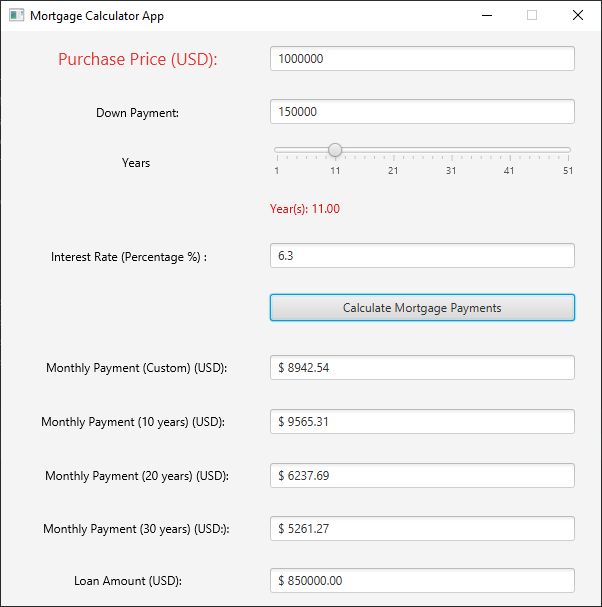 Mortgage Calculator App
Purchase Price (USD): 1000000
Down Payment: 150000
Years
1 11 21 31 41 51
Year(s): 11.00
Interest Rate (Percentage %) : 6.3
Calculate Mortgage Payments
Monthly Payment (Custom) (USD): $ 8942.54
Monthly Payment (10 years) (USD): $ 9565.31
Monthly Payment (20 years) (USD): $ 6237.69
Monthly Payment (30 years) (USD:): $ 5261.27
Loan Amount (USD): $ 850000.00